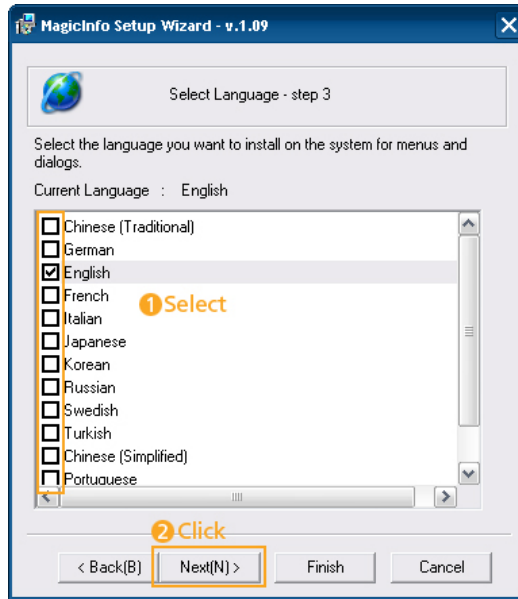 MagicInfo Setup Wizard - v.1.09
Select Language - step 3
Select the language you want to install on the system for menus and
dialogs.
Current Language : English
Chinese (Traditional)
German
English
French
1 Select
Italian
Japanese
Korean
Russian
Swedish
Turkish
Chinese (Simplified)
Portuguese
2 Click
< Back(B) Next(N) > Finish Cancel